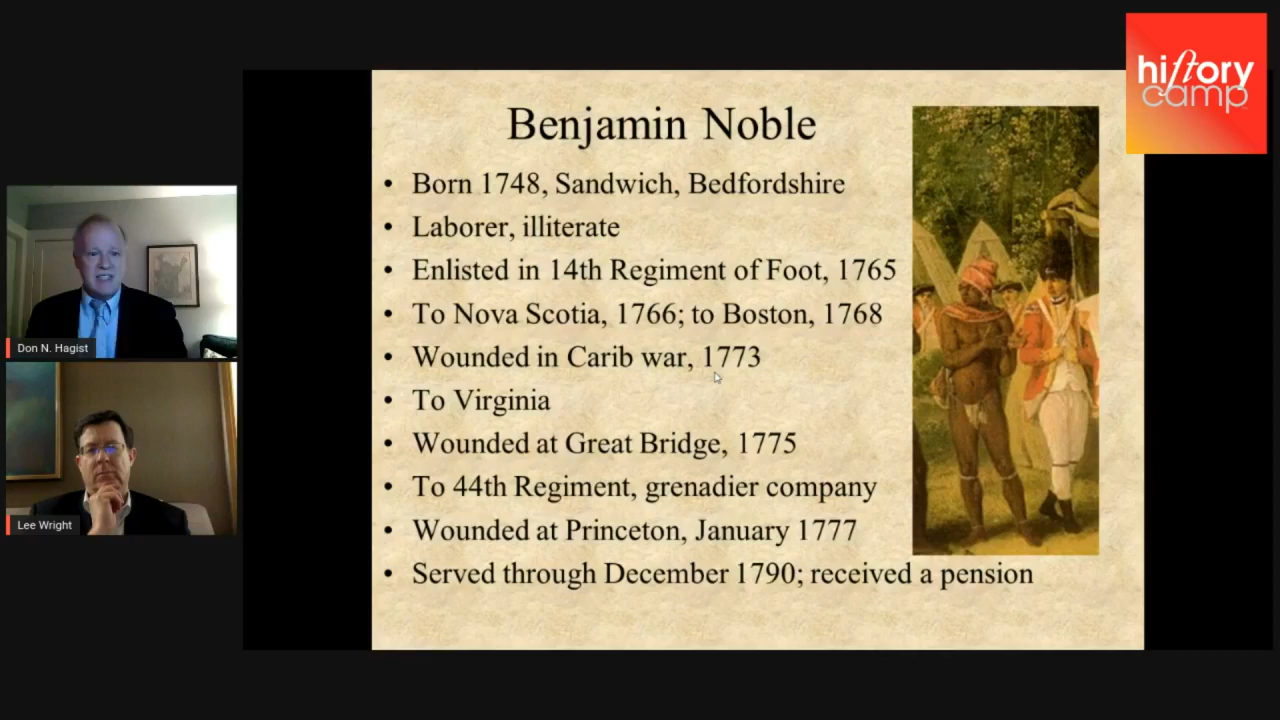 hiſtory
camp
Benjamin Noble
• Born 1748, Sandwich, Bedfordshire
• Laborer, illiterate
• Enlisted in 14th Regiment of Foot, 1765
• To Nova Scotia, 1766; to Boston, 1768
• Wounded in Carib war, 1773
• To Virginia
• Wounded at Great Bridge, 1775
• To 44th Regiment, grenadier company
• Wounded at Princeton, January 1777
• Served through December 1790; received a pension
Don N. Hagist
Lee Wright